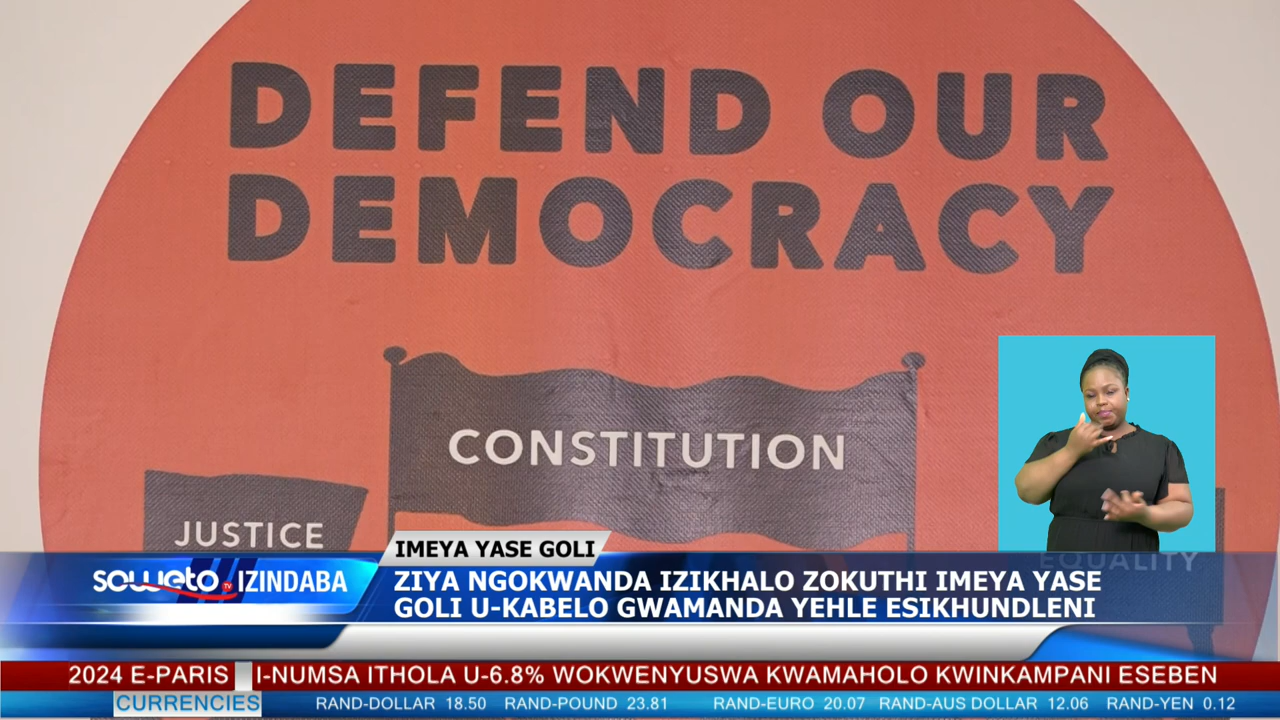 DEFEND OUR
DEMOCRACY
CONSTITUTION
JUSTICE
EQUALITY
IMEYA YASE GOLI
soweto TV IZINDABA
ZIYA NGOKWANDA IZIKHALO ZOKUTHI IMEYA YASE
GOLI U-KABELO GWAMANDA YEHLE ESIKHUNDLENI
2024 E-PARIS I-NUMSA ITHOLA U-6.8% WOKWENYUSWA KWAMAHOLO KWINKAMPANI ESEBEN
CURRENCIES RAND-DOLLAR 18.50 RAND-POUND 23.81 RAND-EURO 20.07 RAND-AUS DOLLAR 12.06 RAND-YEN 0.12